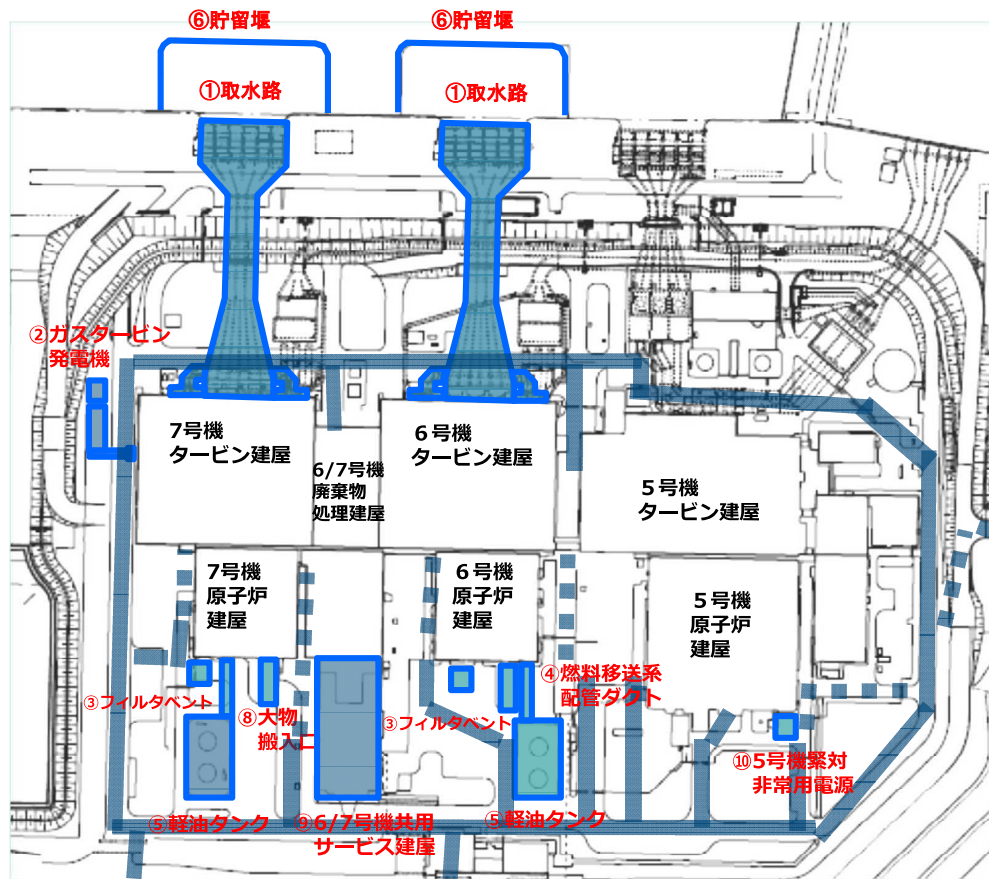 ⑥貯留堰
⑥貯留堰
①取水路
①取水路
②ガスタービン
発電機
7号機
タービン建屋
6/7号機
廃棄物
処理建屋
６号機
タービン建屋
５号機
タービン建屋
7号機
原子炉
建屋
６号機
原子炉
建屋
５号機
原子炉
建屋
③フィルタベント
⑧大物
搬入口
③フィルタベント
④燃料移送系
配管ダクト
⑩5号機緊対
非常用電源
⑤軽油タンク
⑨6/7号機共用
サービス建屋
⑤軽油タンク